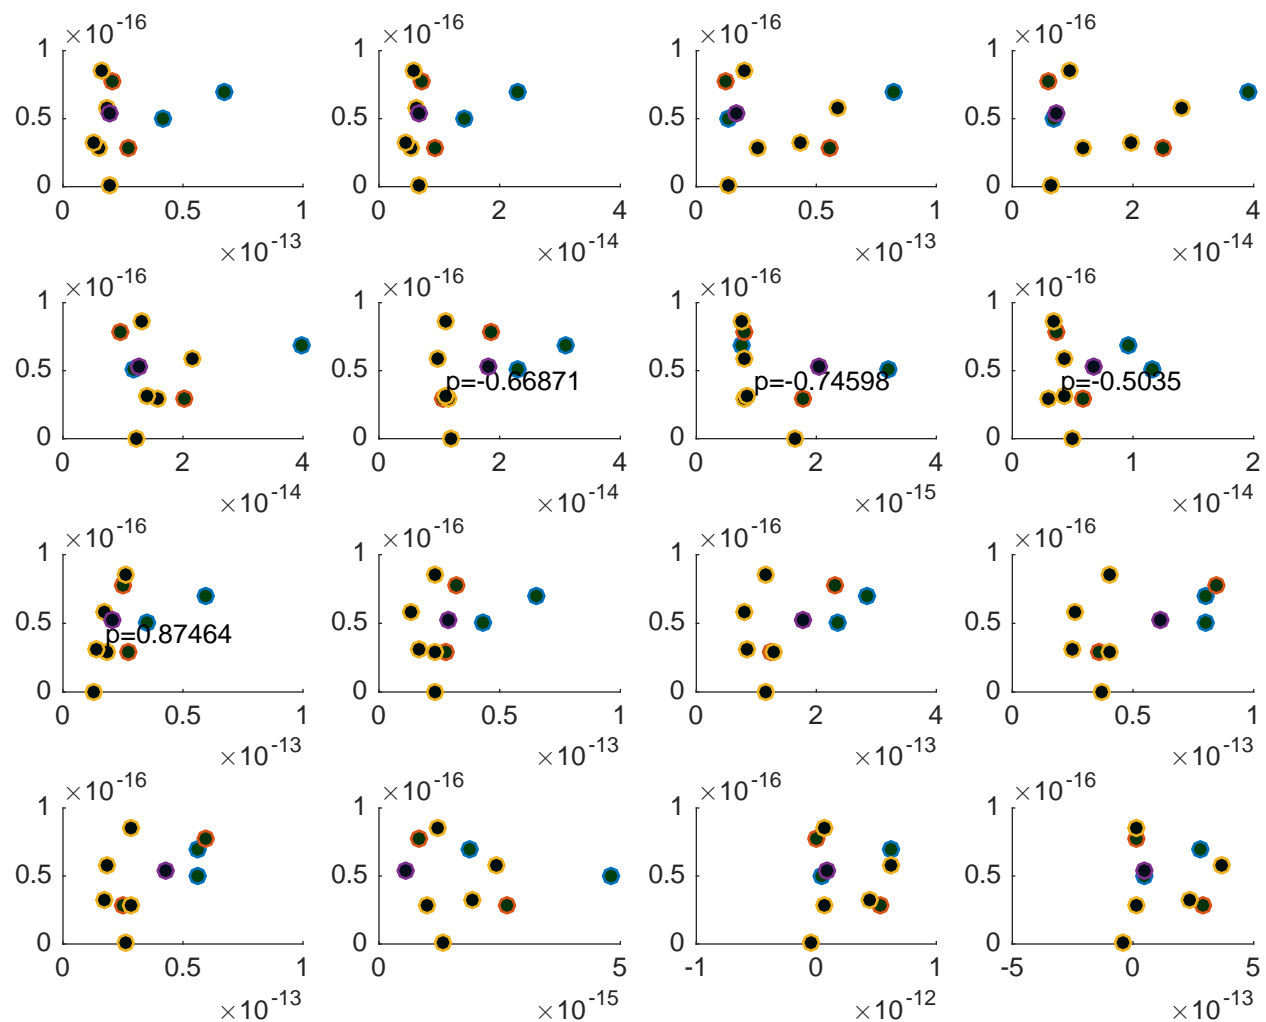 ×10-16 ×10-16 ×10-16 ×10-16
1 1 1 1
0.5 0.5 0.5 0.5
0 0 0 0
0 0.5 1 0 2 4 0 0.5 1 0 2 4
×10-13 ×10-14 ×10-13 ×10-14
×10-16 ×10-16 ×10-16 ×10-16
1 1 1 1
0.5 0.5 0.5 0.5
p=-0.66871 p=-0.74598 p=-0.5035
0 0 0 0
0 2 4 0 2 4 0 2 4 0 1 2
×10-14 ×10-14 ×10-15 ×10-14
×10-16 ×10-16 ×10-16 ×10-16
1 1 1 1
0.5 0.5 0.5 0.5
p=0.87464
0 0 0 0
0 0.5 1 0 0.5 1 0 2 4 0 0.5 1
×10-13 ×10-13 ×10-13 ×10-13
×10-16 ×10-16 ×10-16 ×10-16
1 1 1 1
0.5 0.5 0.5 0.5
0 0 0 0
0 0.5 1 0 5 -1 0 1 -5 0 5
×10-13 ×10-15 ×10-12 ×10-13